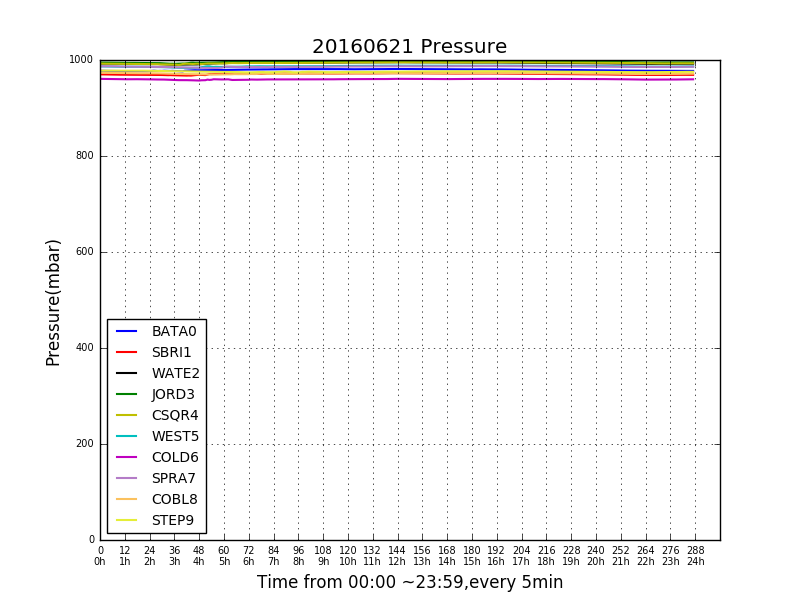 20160621 Pressure
1000
800
600
400
200
0
Pressure(mbar)
BATA0
SBRI1
WATE2
JORD3
CSQR4
WEST5
COLD6
SPRA7
COBL8
STEP9
0 12 24 36 48 60 72 84 96 108 120 132 144 156 168 180 192 204 216 228 240 252 264 276 288
0h 1h 2h 3h 4h 5h 6h 7h 8h 9h 10h 11h 12h 13h 14h 15h 16h 17h 18h 19h 20h 21h 22h 23h 24h
Time from 00:00 ~23:59,every 5min